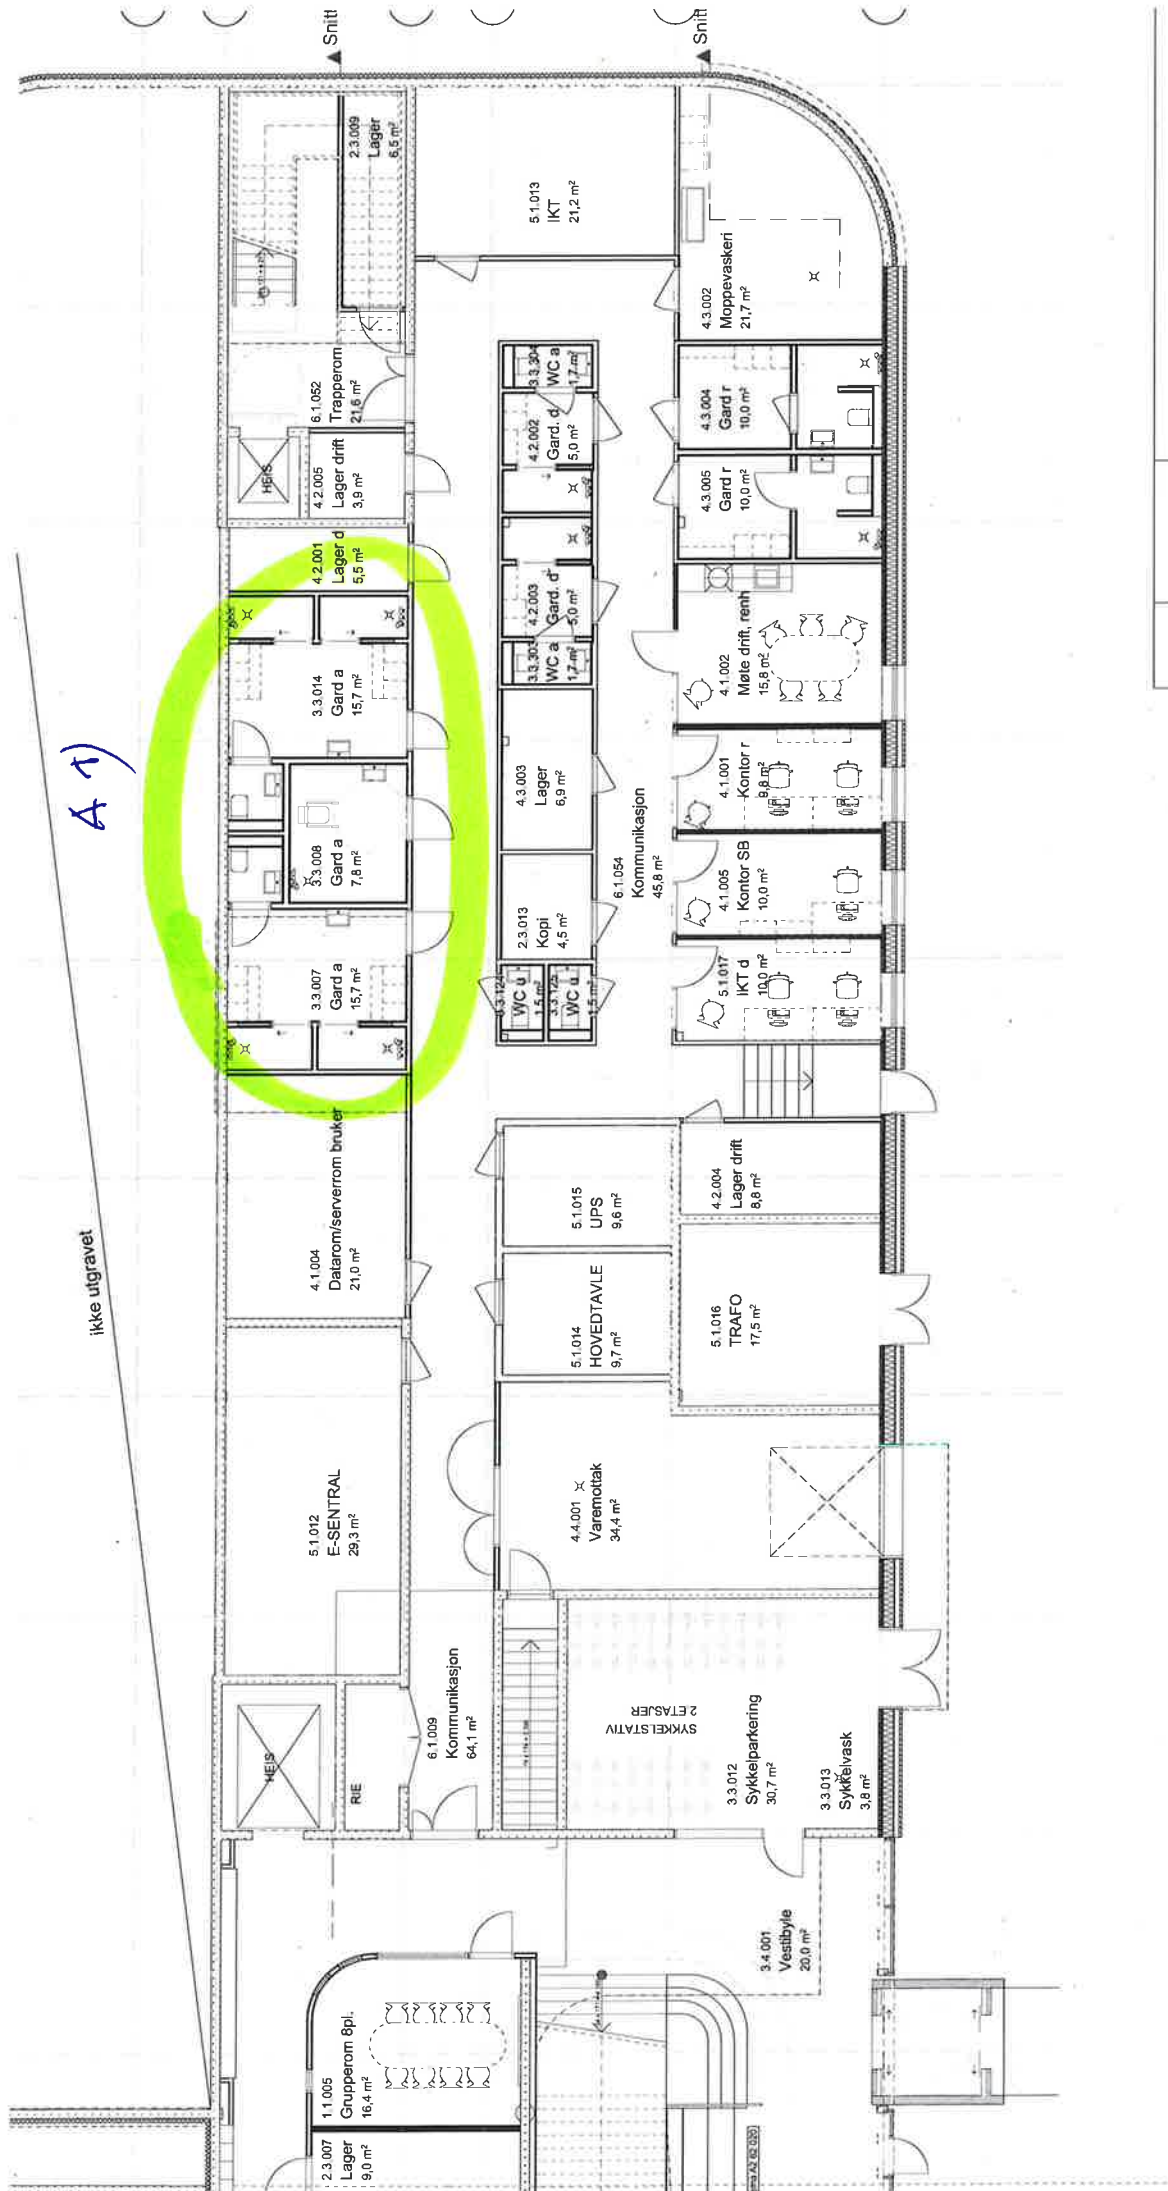 Snitt
Snitt
2.3.009
Lager
6,5 m²
5.1.013
IKT
21,2 m²
4.3.002
Moppevaskeri
21,7 m²
6.1.052
Trapperom
21,6 m²
HEIS
4.2.005
Lager drift
3,9 m²
4.2.001
Lager d
5,5 m²
3.3.304
WC a
1,7 m²
4.2.002
Gard. d
5,0 m²
4.2.003
Gard. d
5,0 m²
3.3.303
WC a
1,7 m²
4.3.004
Gard r
10,0 m²
4.3.005
Gard r
10,0 m²
A 1)
3.3.014
Gard a
15,7 m²
3.3.008
Gard a
7,8 m²
3.3.007
Gard a
15,7 m²
4.3.003
Lager
6,9 m²
2.3.013
Kopi
4,5 m²
3.3.124
WC u
1,5 m²
3.3.125
WC u
1,5 m²
6.1.054
Kommunikasjon
45,8 m²
4.1.002
Møte drift, renh
15,8 m²
4.1.001
Kontor r
9,8 m²
4.1.005
Kontor SB
10,0 m²
5.1.017
IKT d
10,0 m²
ikke utgravet
4.1.004
Datarom/serverrom bruker
21,0 m²
5.1.015
UPS
9,6 m²
4.2.004
Lager drift
8,8 m²
5.1.014
HOVEDTAVLE
9,7 m²
5.1.016
TRAFO
17,5 m²
5.1.012
E-SENTRAL
29,3 m²
4.4.001
Varemottak
34,4 m²
HEIS
RIE
6.1.009
Kommunikasjon
64,1 m²
SYKKELSTATIV
2 ETASJER
3.3.012
Sykkelparkering
30,7 m²
3.3.013
Sykkelvask
3,8 m²
3.4.001
Vestibyle
20,0 m²
1.1.005
Grupperom 8pl.
16,4 m²
2.3.007
Lager
9,0 m²